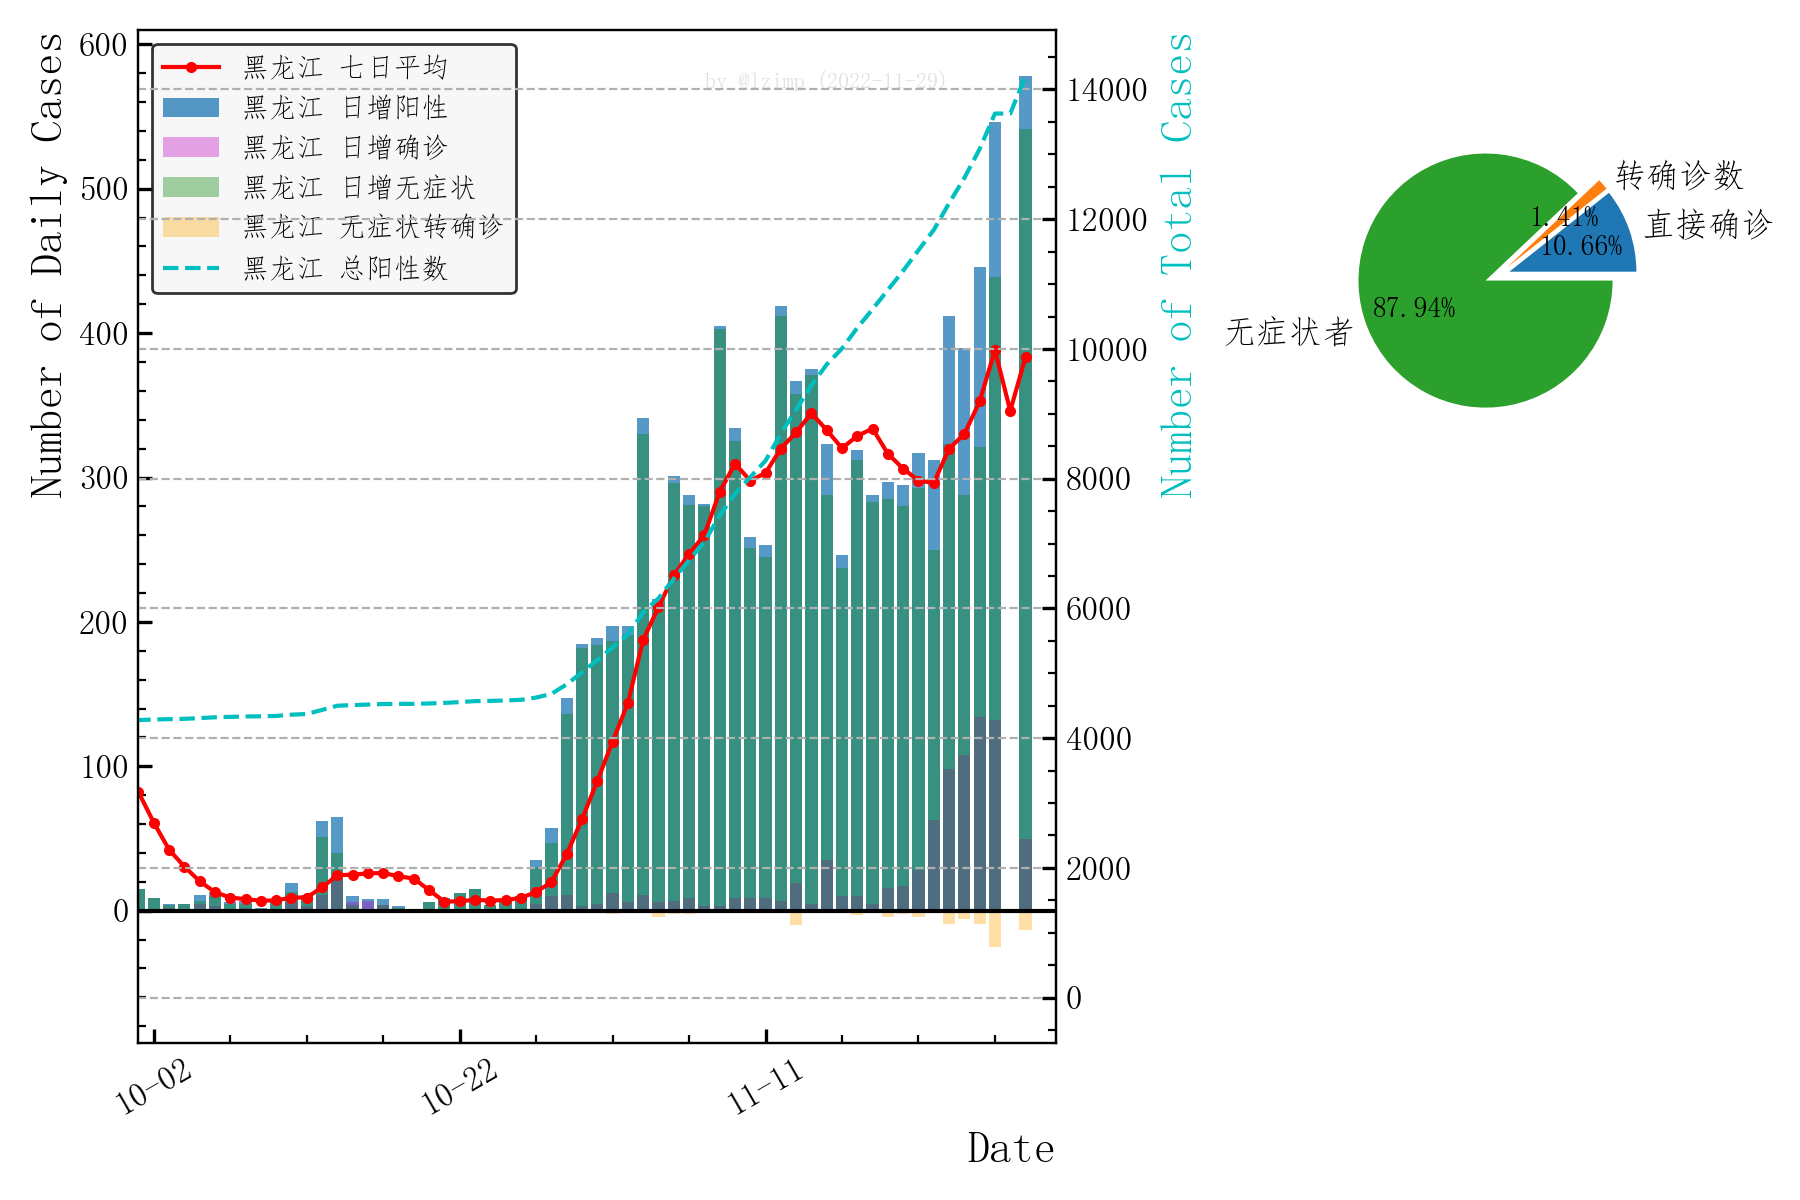 Number of Daily Cases
600
500
400
300
200
100
0
黑龙江 七日平均
黑龙江 日增阳性
黑龙江 日增确诊
黑龙江 日增无症状
黑龙江 无症状转确诊
黑龙江 总阳性数
by @lzimp (2022-11-29)
14000
12000
10000
8000
6000
4000
2000
0
Number of Total Cases
10-02
10-22
11-11
Date
转确诊数
1.41%
直接确诊
10.66%
87.94%
无症状者